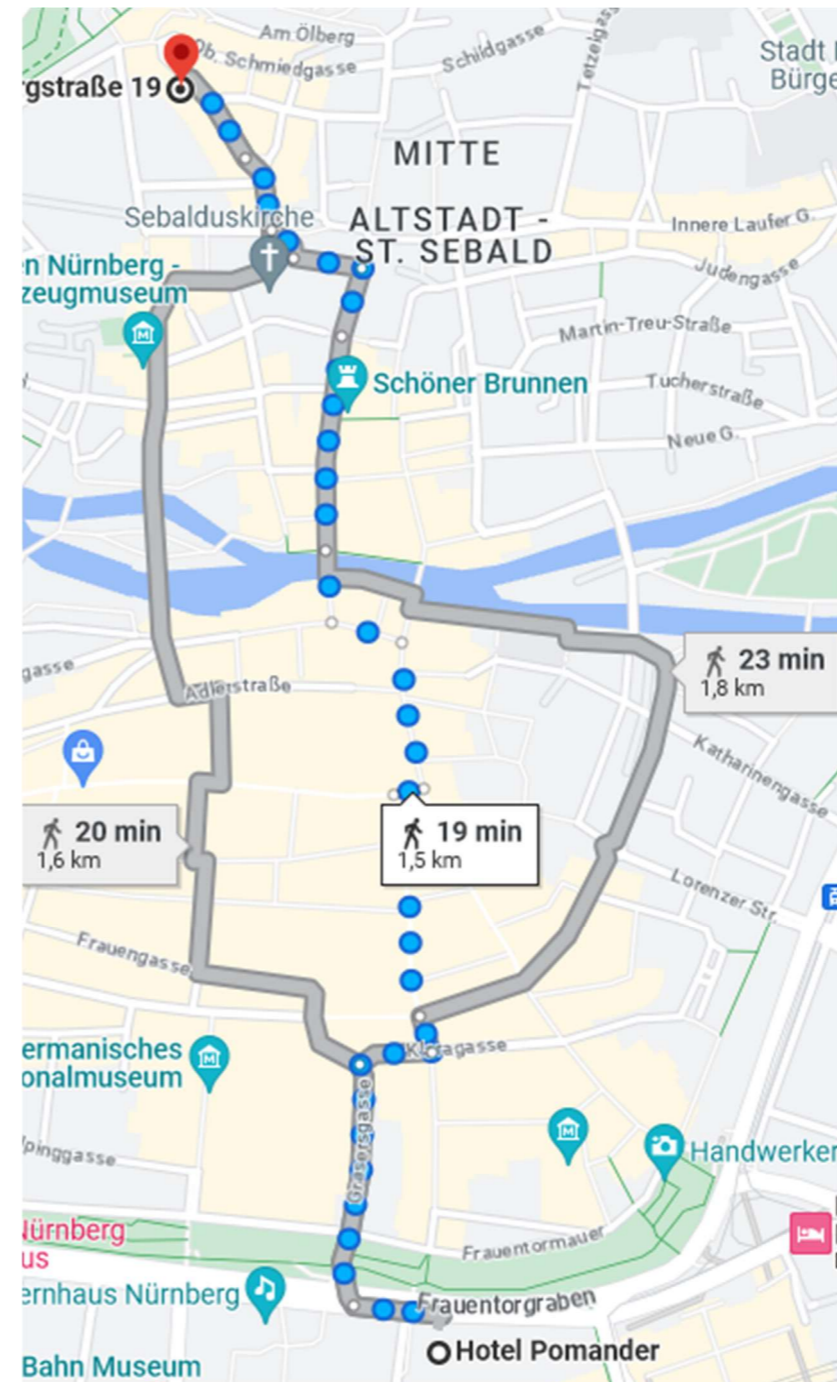 Am Ölberg
Ob. Schmiedgasse
Schildgasse
Tetzelgass
Stadt
Bürge
rgstraße 19
MITTE
Sebalduskirche
ALTSTADT -
ST. SEBALD
Innere Laufer G.
Judengasse
n Nürnberg -
zeugmuseum
Martin-Treu-Straße
Schöner Brunnen
Tucherstraße
Neue G.
gasse
Adlerstraße
23 min
1,8 km
Katharinengasse
20 min
1,6 km
19 min
1,5 km
Lorenzer Str.
Frauengasse
Klaragasse
ermanisches
onalmuseum
Grasersgasse
pinggasse
Handwerker
Nürnberg
us
Frauentormauer
ernhaus Nürnberg
Frauentorgraben
Hotel Pomander
Bahn Museum